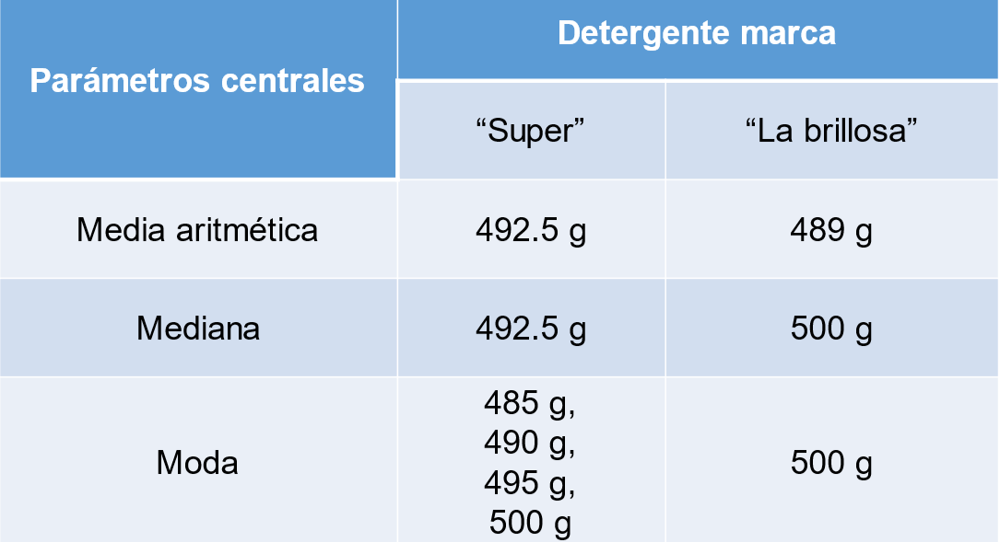 Parámetros centrales
Detergente marca
“Super”
“La brillosa”
Media aritmética
492.5 g
489 g
Mediana
492.5 g
500 g
Moda
485 g,
490 g,
495 g,
500 g
500 g